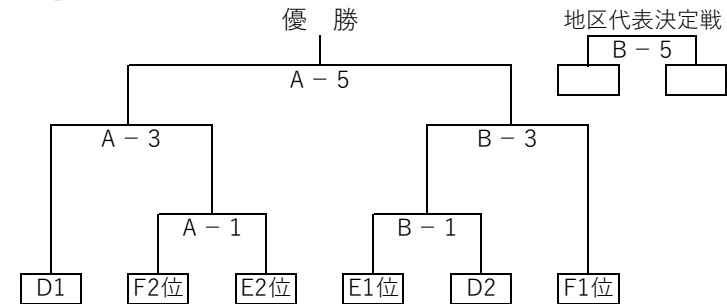 優　勝
地区代表決定戦
B－5
A－5
A－3
B－3
A－1
B－1
D1
F2位
E2位
E1位
D2
F1位